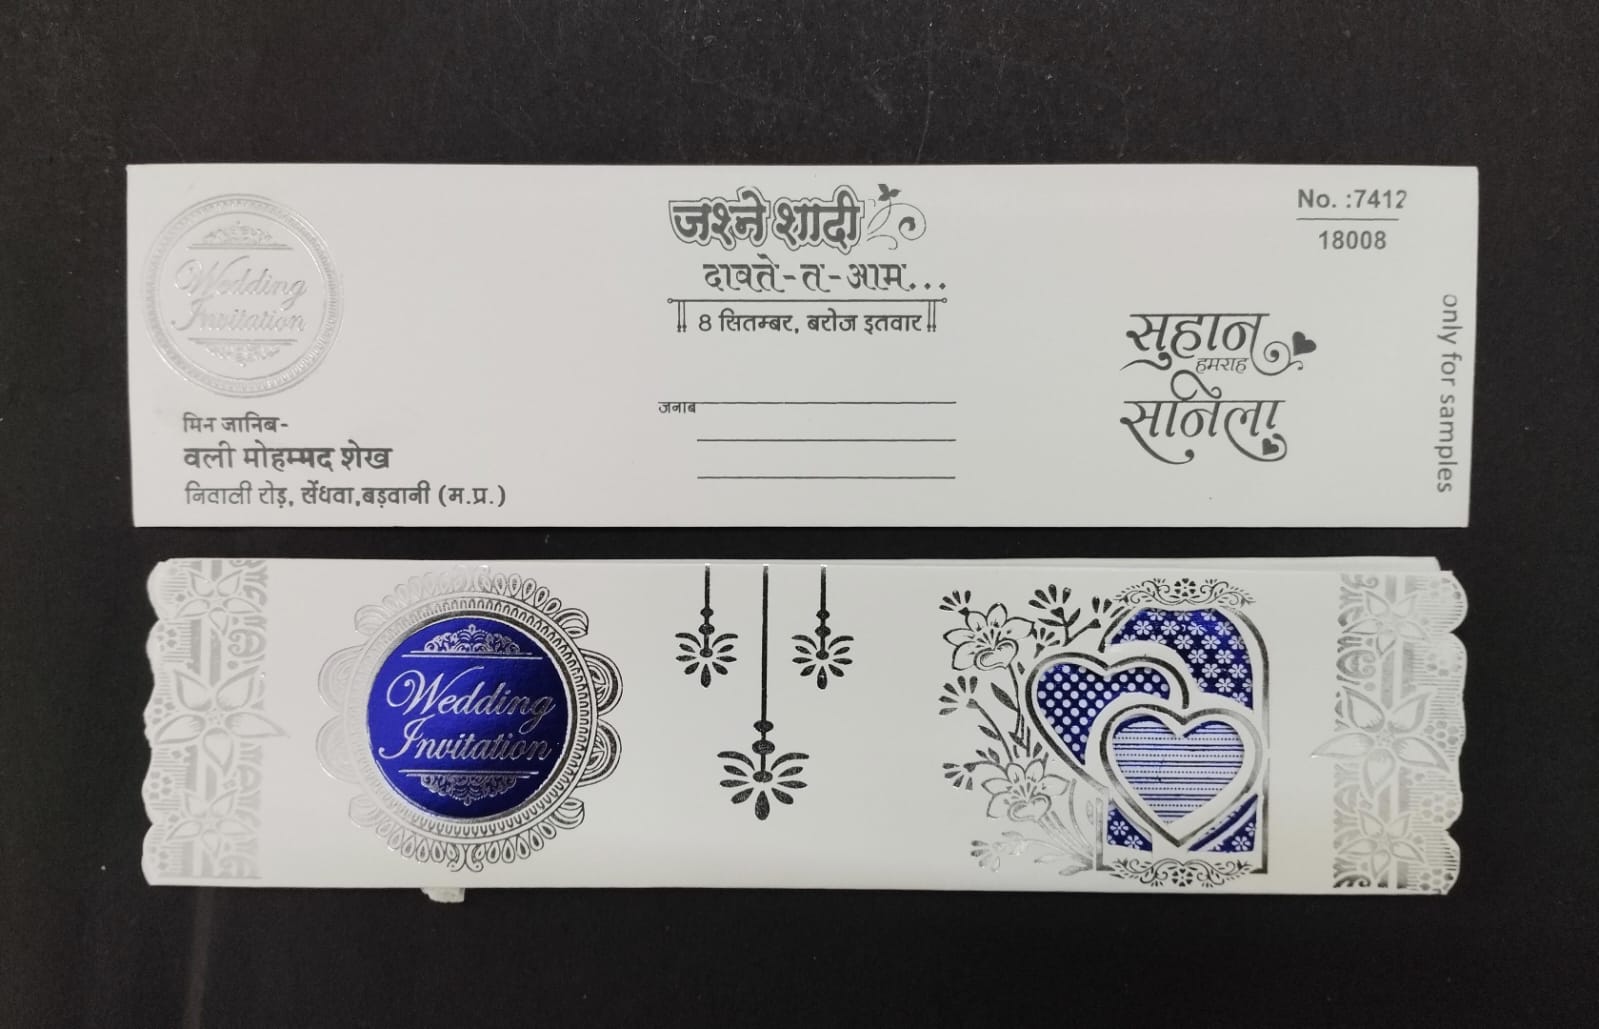 Wedding
Invitation
मिन जानिब-
वली मोहम्मद शेख
निवाली रोड़, सेंधवा,बड़वानी (म.प्र.)
जश्ने शादी
दावते-त-आम...
8 सितम्बर, बरोज इतवार
जनाब
No. :7412
18008
सुहान
हमराह
सानिला
only for samples
Wedding
Invitation